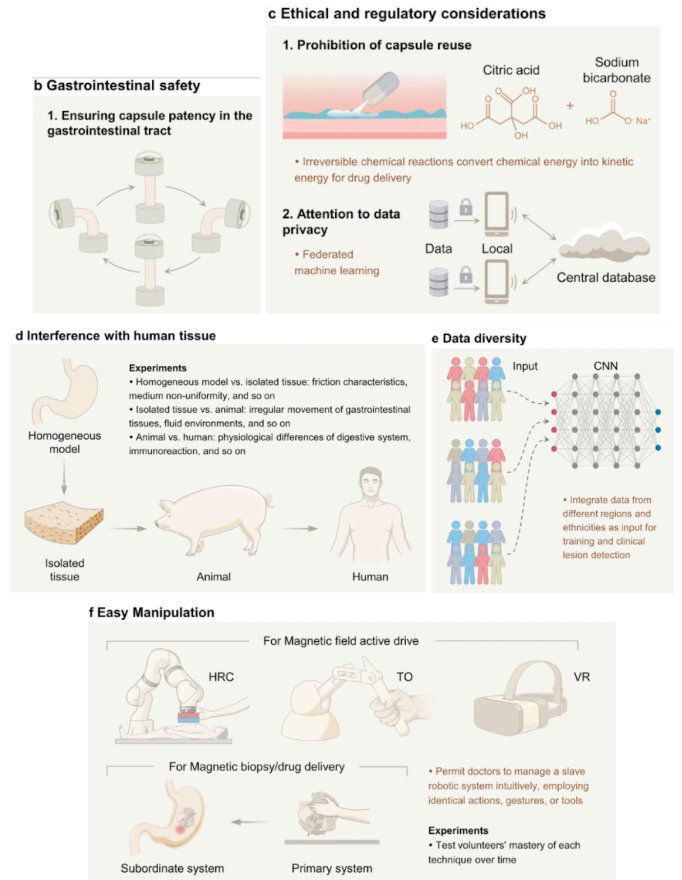 c Ethical and regulatory considerations
1. Prohibition of capsule reuse
Citric acid
Sodium
bicarbonate
O
OH
O
O
HO
OH
OH
+
O
HO
O⁻ Na⁺
• Irreversible chemical reactions convert chemical energy into kinetic
energy for drug delivery
2. Attention to data
privacy
• Federated
machine learning
Data
Local
Central database
b Gastrointestinal safety
1. Ensuring capsule patency in the
gastrointestinal tract
d Interference with human tissue
Homogeneous
model
Experiments
• Homogeneous model vs. isolated tissue: friction characteristics,
medium non-uniformity, and so on
• Isolated tissue vs. animal: irregular movement of gastrointestinal
tissues, fluid environments, and so on
• Animal vs. human: physiological differences of digestive system,
immunoreaction, and so on
Isolated
tissue
Animal
Human
e Data diversity
Input
CNN
• Integrate data from
different regions and
ethnicities as input for
training and clinical
lesion detection
f Easy Manipulation
For Magnetic field active drive
HRC
TO
VR
For Magnetic biopsy/drug delivery
Subordinate system
Primary system
• Permit doctors to manage a slave
robotic system intuitively, employing
identical actions, gestures, or tools
Experiments
• Test volunteers' mastery of each
technique over time